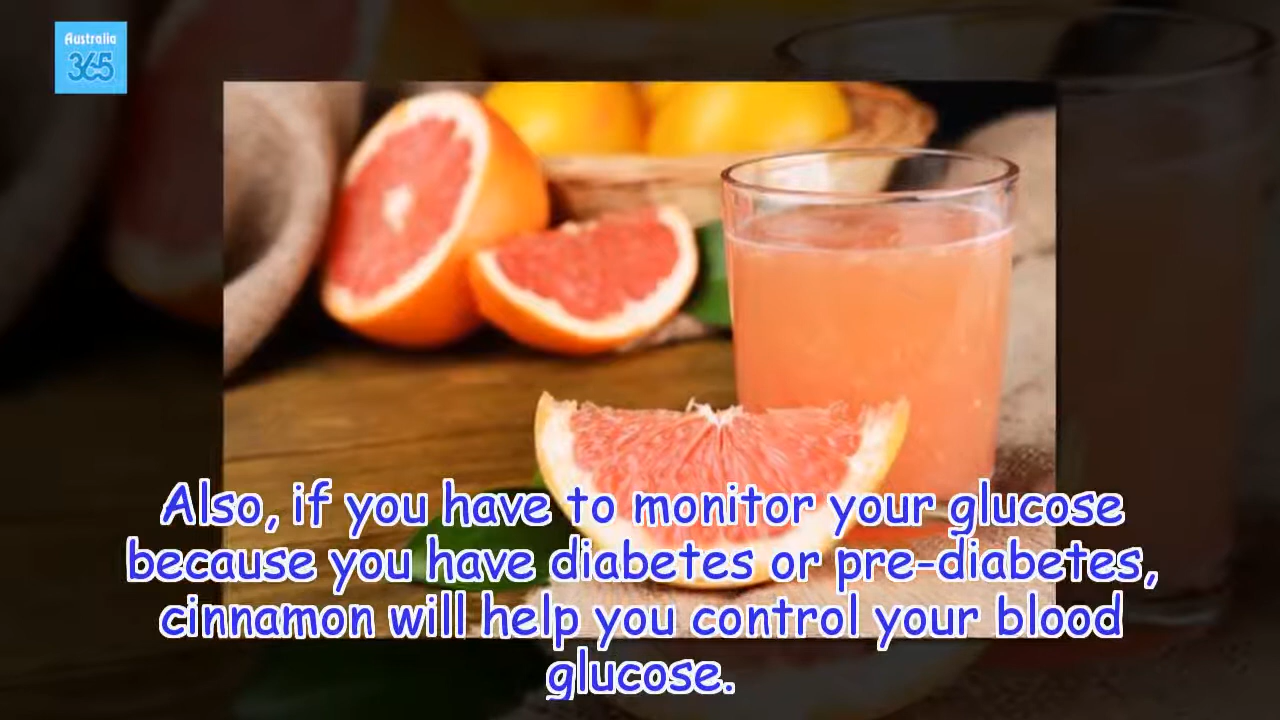 Australia
365
Also, if you have to monitor your glucose
because you have diabetes or pre-diabetes,
cinnamon will help you control your blood
glucose.